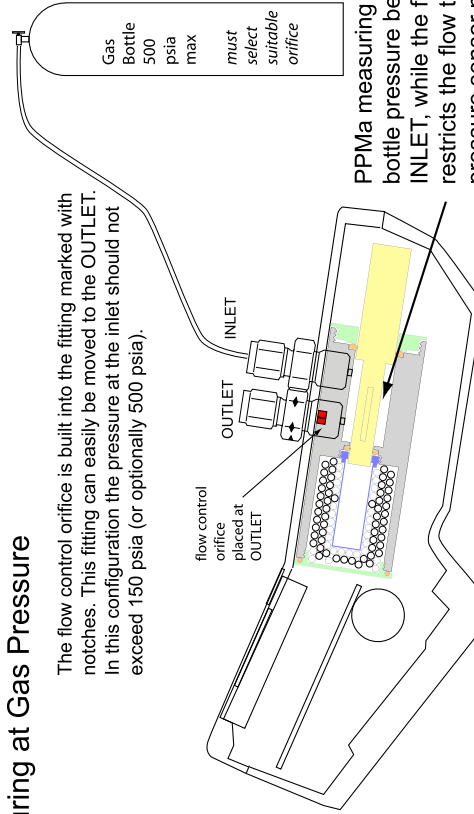 ring at Gas Pressure
The flow control orifice is built into the fitting marked with
notches. This fitting can easily be moved to the OUTLET.
In this configuration the pressure at the inlet should not
exceed 150 psia (or optionally 500 psia).
Gas
Bottle
500
psia
max
must
select
suitable
orifice
OUTLET
INLET
flow control
orifice
placed at
OUTLET
PPMa measuring
bottle pressure be
INLET, while the f
restricts the flow t